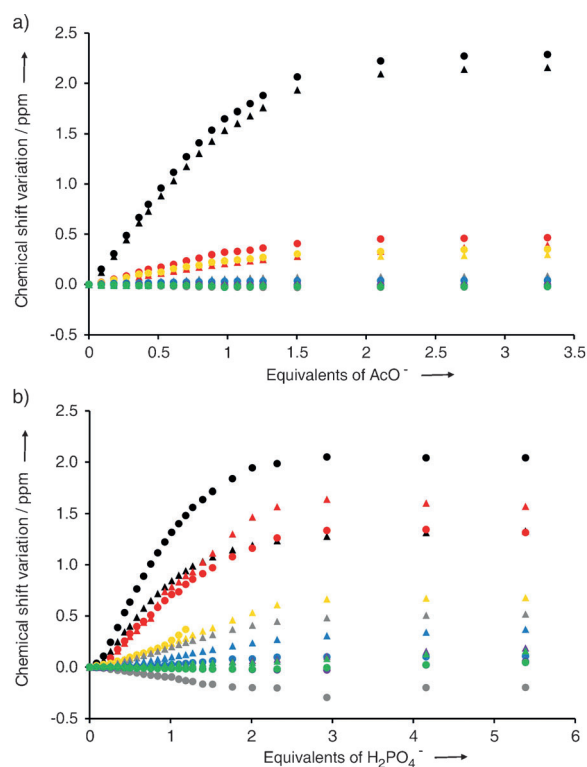 a)
2.5
2.0
1.5
1.0
0.5
0.0
-0.5
Chemical shift variation / ppm
0 0.5 1 1.5 2 2.5 3 3.5
Equivalents of AcO⁻
b)
2.5
2.0
1.5
1.0
0.5
0.0
-0.5
Chemical shift variation / ppm
0 1 2 3 4 5 6
Equivalents of H₂PO₄⁻